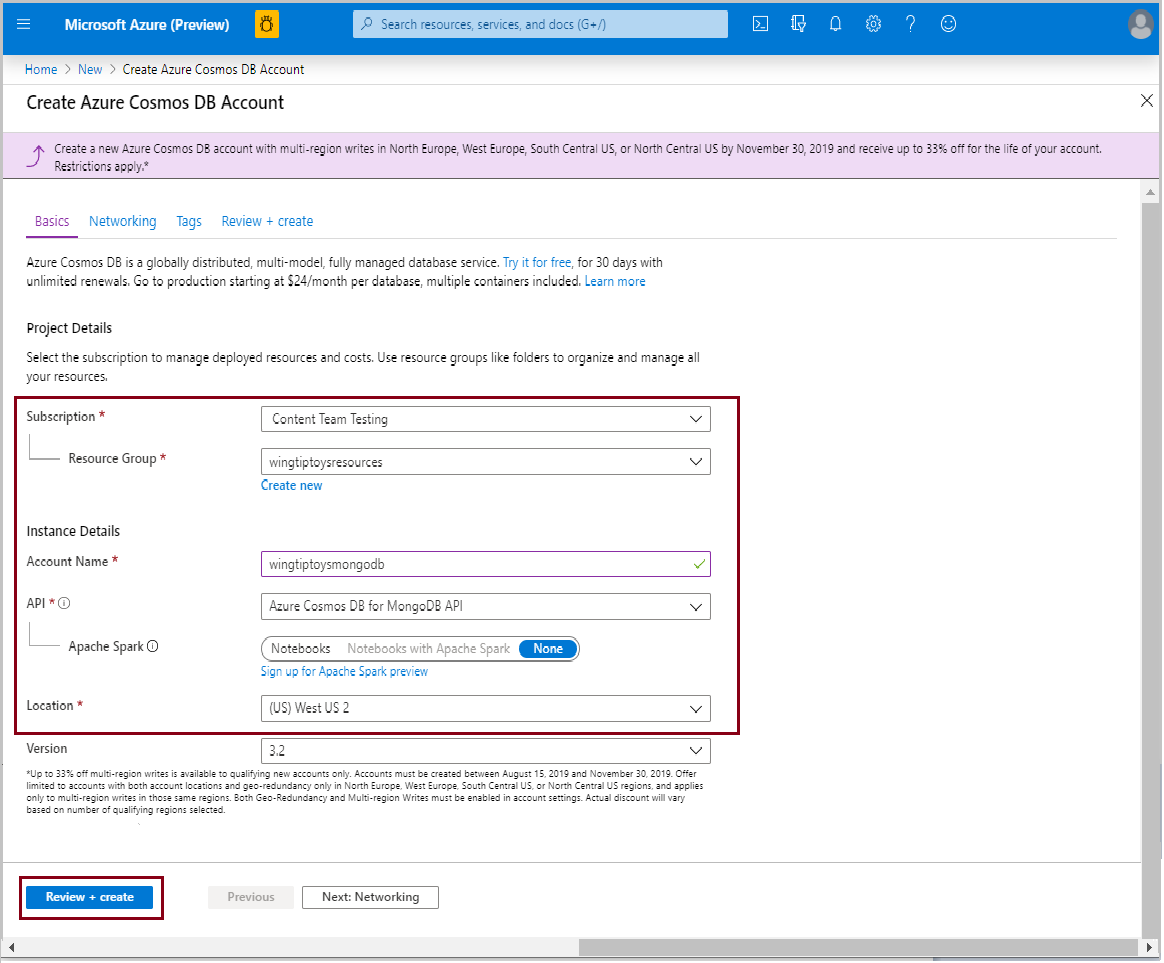 Microsoft Azure (Preview)
Search resources, services, and docs (G+/)
Home > New > Create Azure Cosmos DB Account
Create Azure Cosmos DB Account
Create a new Azure Cosmos DB account with multi-region writes in North Europe, West Europe, South Central US, or North Central US by November 30, 2019 and receive up to 33% off for the life of your account.
Restrictions apply.*
Basics Networking Tags Review + create
Azure Cosmos DB is a globally distributed, multi-model, fully managed database service. Try it for free, for 30 days with
unlimited renewals. Go to production starting at $24/month per database, multiple containers included. Learn more
Project Details
Select the subscription to manage deployed resources and costs. Use resource groups like folders to organize and manage all
your resources.
Subscription * Content Team Testing
Resource Group * wingtiptoysresources
Create new
Instance Details
Account Name * wingtiptoysmongodb
API * Azure Cosmos DB for MongoDB API
Apache Spark Notebooks Notebooks with Apache Spark None
Sign up for Apache Spark preview
Location * (US) West US 2
Version 3.2
*Up to 33% off multi-region writes is available to qualifying new accounts only. Accounts must be created between August 15, 2019 and November 30, 2019. Offer
limited to accounts with both account locations and geo-redundancy only in North Europe, West Europe, South Central US, or North Central US regions, and applies
only to multi-region writes in those same regions. Both Geo-Redundancy and Multi-region Writes must be enabled in account settings. Actual discount will vary
based on number of qualifying regions selected.
Review + create Previous Next: Networking